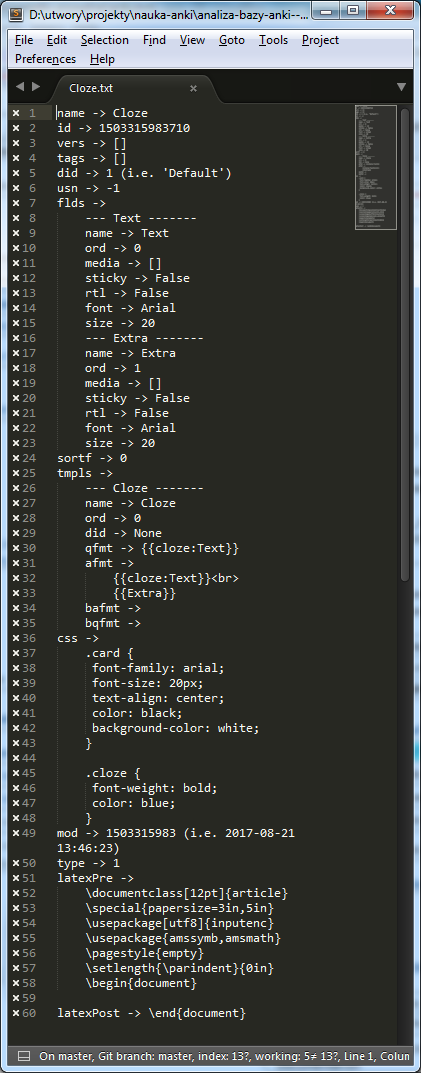 D:\utwory\projekty\nauka-anki\analiza-bazy-anki--...
File Edit Selection Find View Goto Tools Project
Preferences Help
Cloze.txt ×
1 name -> Cloze
2 id -> 1503315983710
3 vers -> []
4 tags -> []
5 did -> 1 (i.e. 'Default')
6 usn -> -1
7 flds ->
8 --- Text -------
9 name -> Text
10 ord -> 0
11 media -> []
12 sticky -> False
13 rtl -> False
14 font -> Arial
15 size -> 20
16 --- Extra -------
17 name -> Extra
18 ord -> 1
19 media -> []
20 sticky -> False
21 rtl -> False
22 font -> Arial
23 size -> 20
24 sortf -> 0
25 tmpls ->
26 --- Cloze -------
27 name -> Cloze
28 ord -> 0
29 did -> None
30 qfmt -> {{cloze:Text}}
31 afmt ->
32 {{cloze:Text}}<br>
33 {{Extra}}
34 bafmt ->
35 bqfmt ->
36 css ->
37 .card {
38 font-family: arial;
39 font-size: 20px;
40 text-align: center;
41 color: black;
42 background-color: white;
43 }
44
45 .cloze {
46 font-weight: bold;
47 color: blue;
48 }
49 mod -> 1503315983 (i.e. 2017-08-21
13:46:23)
50 type -> 1
51 latexPre ->
52 \documentclass[12pt]{article}
53 \special{papersize=3in,5in}
54 \usepackage[utf8]{inputenc}
55 \usepackage{amssymb,amsmath}
56 \pagestyle{empty}
57 \setlength{\parindent}{0in}
58 \begin{document}
59
60 latexPost -> \end{document}
On master, Git branch: master, index: 13?, working: 5≠ 13?, Line 1, Colum